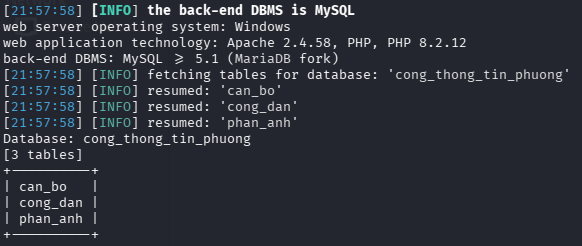 [21:57:58] [INFO] the back-end DBMS is MySQL
web server operating system: Windows
web application technology: Apache 2.4.58, PHP, PHP 8.2.12
back-end DBMS: MySQL ⩾ 5.1 (MariaDB fork)
[21:57:58] [INFO] fetching tables for database: 'cong_thong_tin_phuong'
[21:57:58] [INFO] resumed: 'can_bo'
[21:57:58] [INFO] resumed: 'cong_dan'
[21:57:58] [INFO] resumed: 'phan_anh'
Database: cong_thong_tin_phuong
[3 tables]
+----------+
| can_bo   |
| cong_dan |
| phan_anh |
+----------+